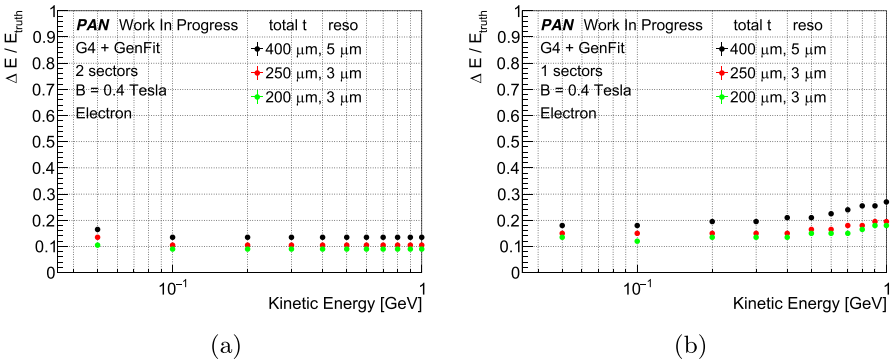 PAN Work In Progress
total t reso
G4 + GenFit
400 μm, 5 μm
2 sectors
250 μm, 3 μm
B = 0.4 Tesla
200 μm, 3 μm
Electron
Δ E / E_truth
1
0.9
0.8
0.7
0.6
0.5
0.4
0.3
0.2
0.1
0
10⁻¹
1
Kinetic Energy [GeV]
(a)
PAN Work In Progress
total t reso
G4 + GenFit
400 μm, 5 μm
1 sectors
250 μm, 3 μm
B = 0.4 Tesla
200 μm, 3 μm
Electron
Δ E / E_truth
1
0.9
0.8
0.7
0.6
0.5
0.4
0.3
0.2
0.1
0
10⁻¹
1
Kinetic Energy [GeV]
(b)